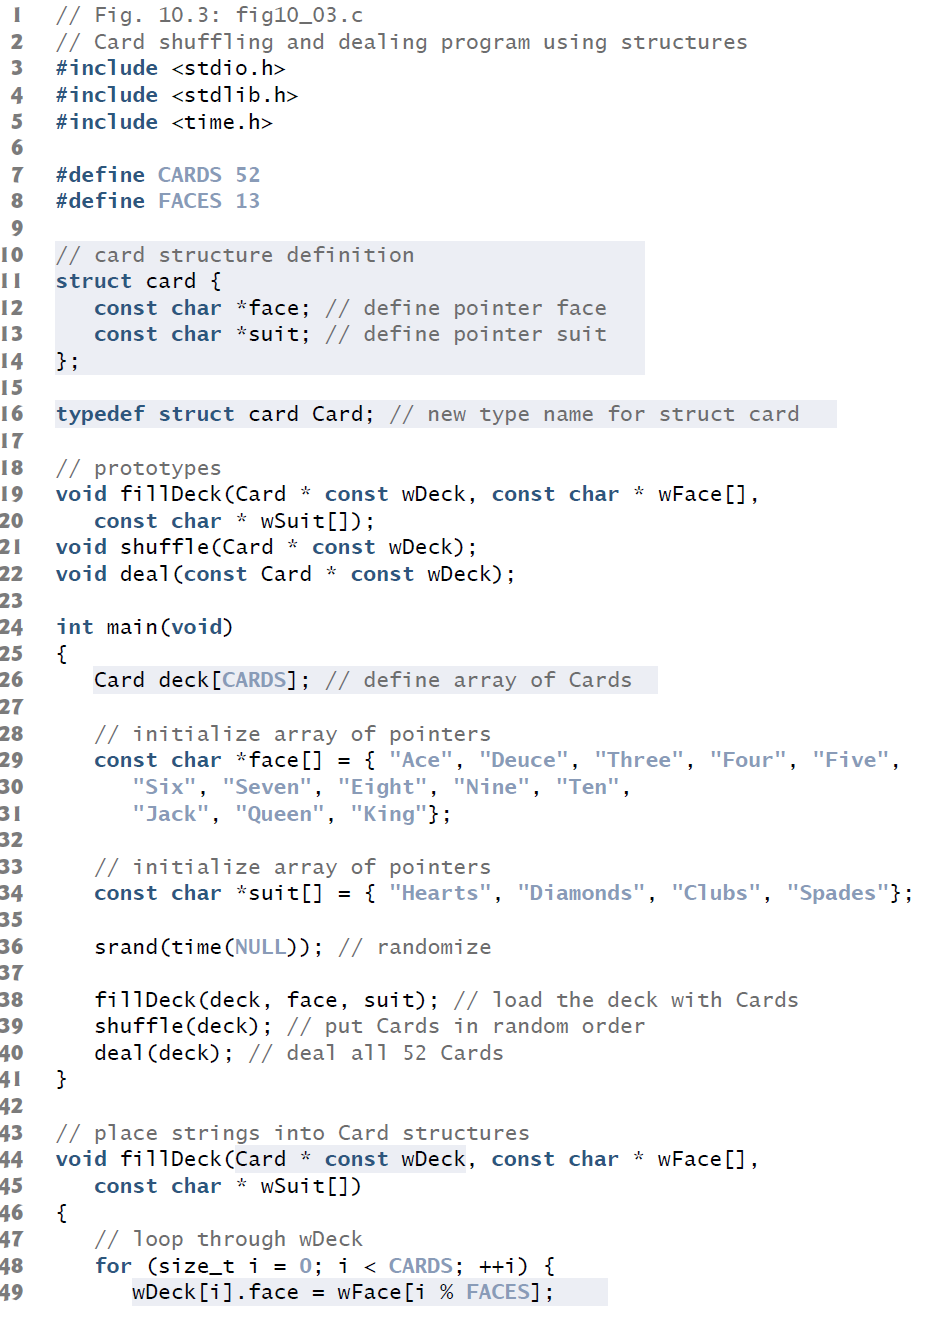 1 // Fig. 10.3: fig10_03.c
2 // Card shuffling and dealing program using structures
3 #include <stdio.h>
4 #include <stdlib.h>
5 #include <time.h>
6
7 #define CARDS 52
8 #define FACES 13
9
10 // card structure definition
11 struct card {
12    const char *face; // define pointer face
13    const char *suit; // define pointer suit
14 };
15
16 typedef struct card Card; // new type name for struct card
17
18 // prototypes
19 void fillDeck(Card * const wDeck, const char * wFace[],
20    const char * wSuit[]);
21 void shuffle(Card * const wDeck);
22 void deal(const Card * const wDeck);
23
24 int main(void)
25 {
26    Card deck[CARDS]; // define array of Cards
27
28    // initialize array of pointers
29    const char *face[] = { "Ace", "Deuce", "Three", "Four", "Five",
30       "Six", "Seven", "Eight", "Nine", "Ten",
31       "Jack", "Queen", "King"};
32
33    // initialize array of pointers
34    const char *suit[] = { "Hearts", "Diamonds", "Clubs", "Spades"};
35
36    srand(time(NULL)); // randomize
37
38    fillDeck(deck, face, suit); // load the deck with Cards
39    shuffle(deck); // put Cards in random order
40    deal(deck); // deal all 52 Cards
41 }
42
43 // place strings into Card structures
44 void fillDeck(Card * const wDeck, const char * wFace[],
45    const char * wSuit[])
46 {
47    // loop through wDeck
48    for (size_t i = 0; i < CARDS; ++i) {
49       wDeck[i].face = wFace[i % FACES];